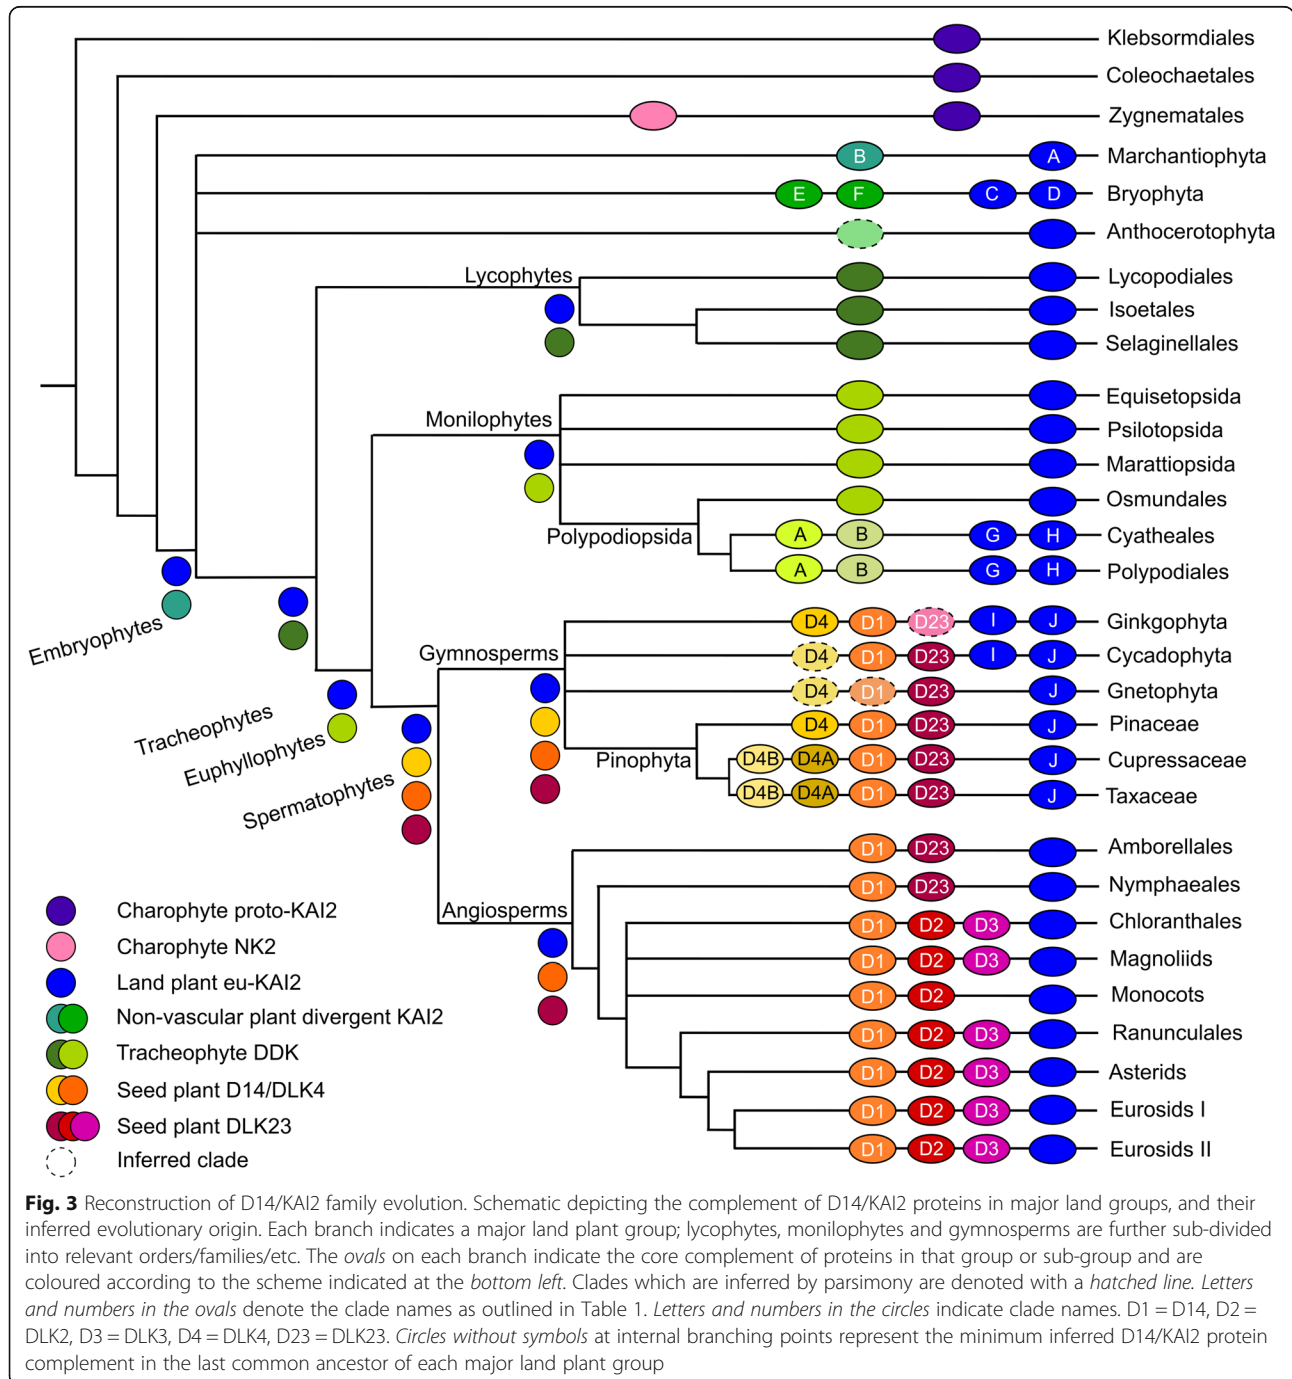 Klebsormdiales
Coleochaetales
Zygnematales
B A Marchantiophyta
E F C D Bryophyta
Anthocerotophyta
Lycophytes
Lycopodiales
Isoetales
Selaginellales
Equisetopsida
Monilophytes
Psilotopsida
Marattiopsida
Osmundales
Polypodiopsida
A B G H Cyatheales
A B G H Polypodiales
Embryophytes
D4 D1 D23 I J Ginkgophyta
Gymnosperms
D4 D1 D23 I J Cycadophyta
D4 D1 D23 J Gnetophyta
Tracheophytes
Euphyllophytes
Spermatophytes
D4 D1 D23 J Pinaceae
Pinophyta
D4B D4A D1 D23 J Cupressaceae
D4B D4A D1 D23 J Taxaceae
D1 D23 Amborellales
D1 D23 Nymphaeales
Angiosperms
D1 D2 D3 Chloranthales
D1 D2 D3 Magnoliids
D1 D2 Monocots
D1 D2 D3 Ranunculales
D1 D2 D3 Asterids
D1 D2 D3 Eurosids I
D1 D2 D3 Eurosids II
Charophyte proto-KAI2
Charophyte NK2
Land plant eu-KAI2
Non-vascular plant divergent KAI2
Tracheophyte DDK
Seed plant D14/DLK4
Seed plant DLK23
Inferred clade
Fig. 3 Reconstruction of D14/KAI2 family evolution. Schematic depicting the complement of D14/KAI2 proteins in major land groups, and their
inferred evolutionary origin. Each branch indicates a major land plant group; lycophytes, monilophytes and gymnosperms are further sub-divided
into relevant orders/families/etc. The ovals on each branch indicate the core complement of proteins in that group or sub-group and are
coloured according to the scheme indicated at the bottom left. Clades which are inferred by parsimony are denoted with a hatched line. Letters
and numbers in the ovals denote the clade names as outlined in Table 1. Letters and numbers in the circles indicate clade names. D1 = D14, D2 =
DLK2, D3 = DLK3, D4 = DLK4, D23 = DLK23. Circles without symbols at internal branching points represent the minimum inferred D14/KAI2 protein
complement in the last common ancestor of each major land plant group